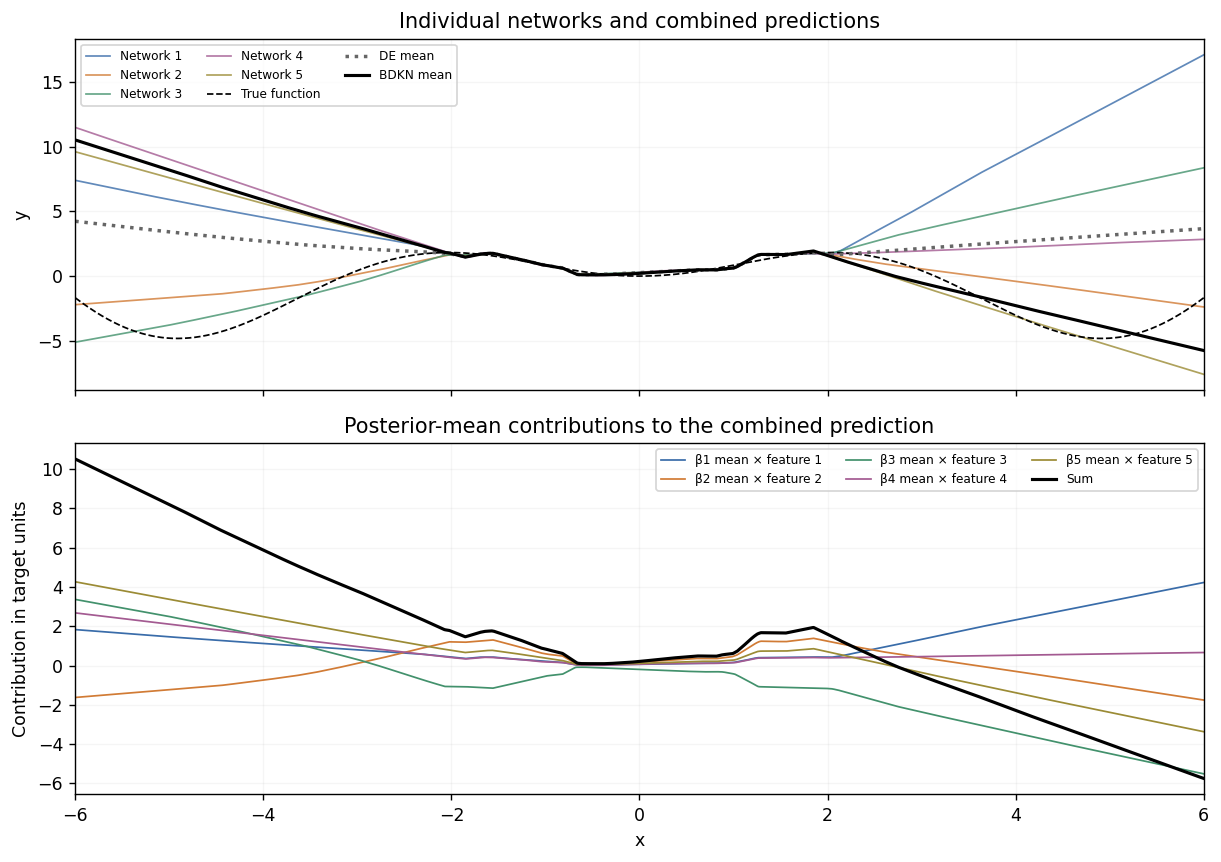 Individual networks and combined predictions
Network 1 Network 4 DE mean
Network 2 Network 5 BDKN mean
Network 3 True function
15
10
5
0
−5
y
Posterior-mean contributions to the combined prediction
β1 mean × feature 1 β3 mean × feature 3 β5 mean × feature 5
β2 mean × feature 2 β4 mean × feature 4 Sum
10
8
6
4
2
0
−2
−4
−6
Contribution in target units
−6 −4 −2 0 2 4 6
x